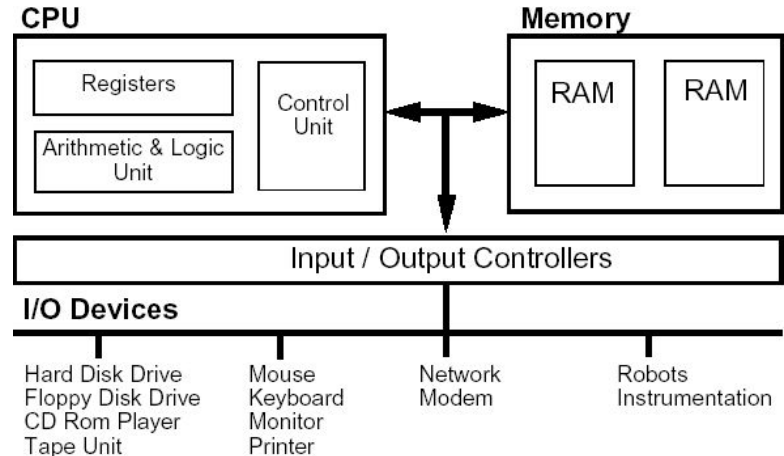 CPU
Memory
Registers
Control
Unit
Arithmetic & Logic
Unit
RAM
RAM
Input / Output Controllers
I/O Devices
Hard Disk Drive
Floppy Disk Drive
CD Rom Player
Tape Unit
Mouse
Keyboard
Monitor
Printer
Network
Modem
Robots
Instrumentation